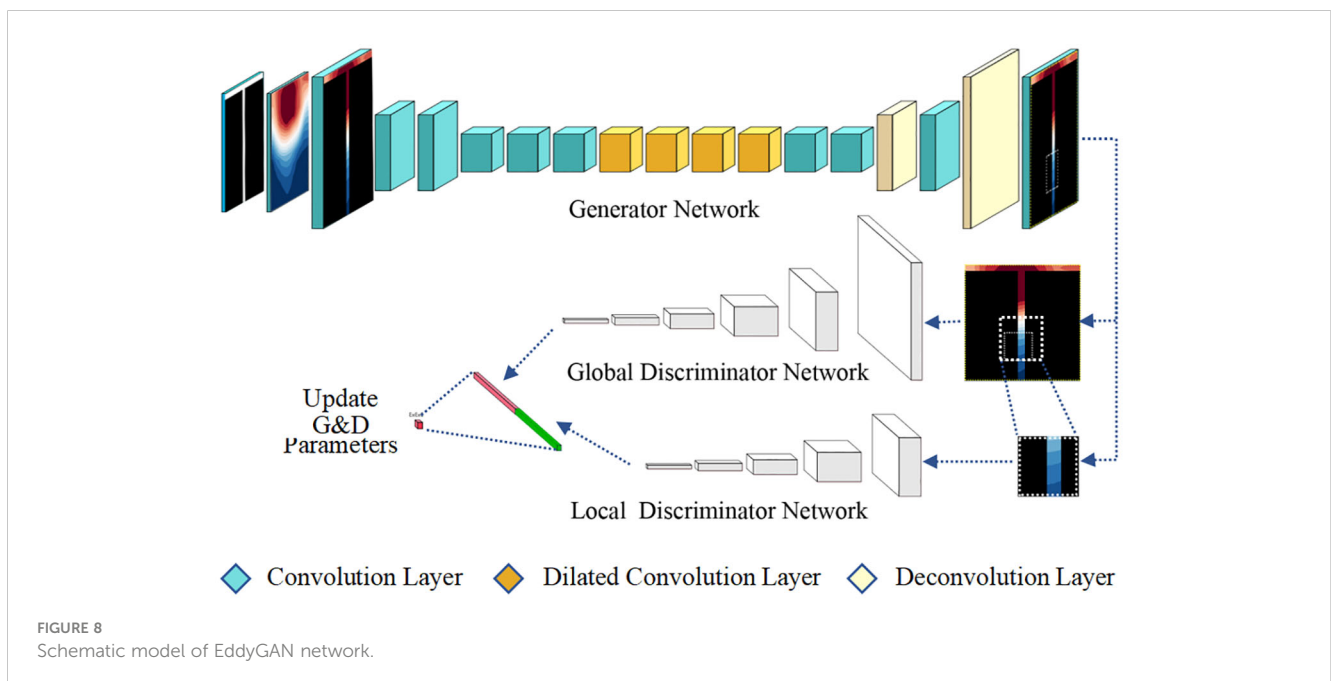 Generator Network
Global Discriminator Network
Update
G&D
Parameters
Local Discriminator Network
Convolution Layer
Dilated Convolution Layer
Deconvolution Layer
FIGURE 8
Schematic model of EddyGAN network.